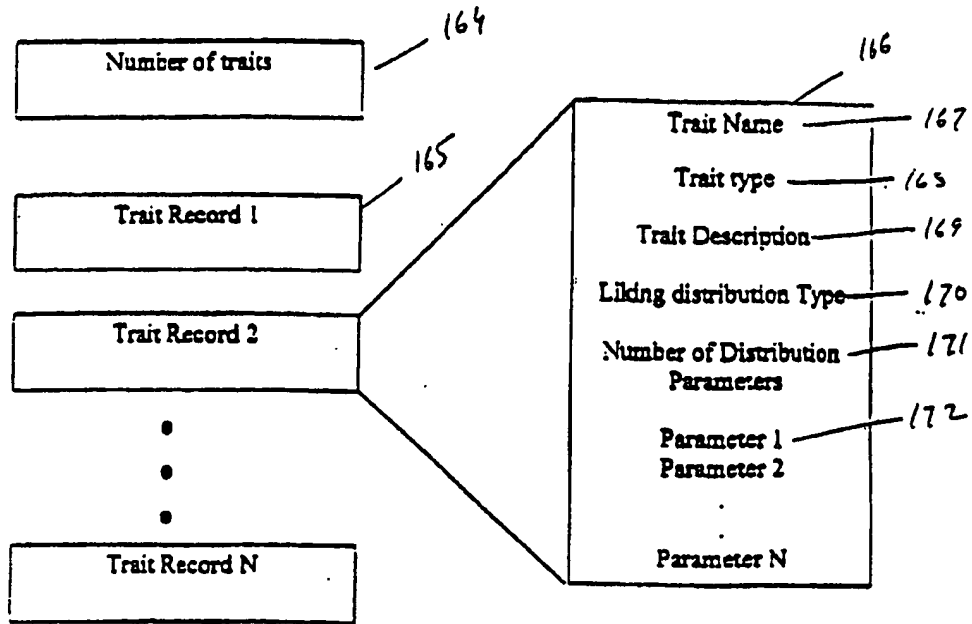 164
Number of traits
165
Trait Record 1
Trait Record 2
Trait Record N
166
Trait Name 167
Trait type 168
Trait Description 169
Liking distribution Type 170
Number of Distribution 171
Parameters
Parameter 1 172
Parameter 2
Parameter N